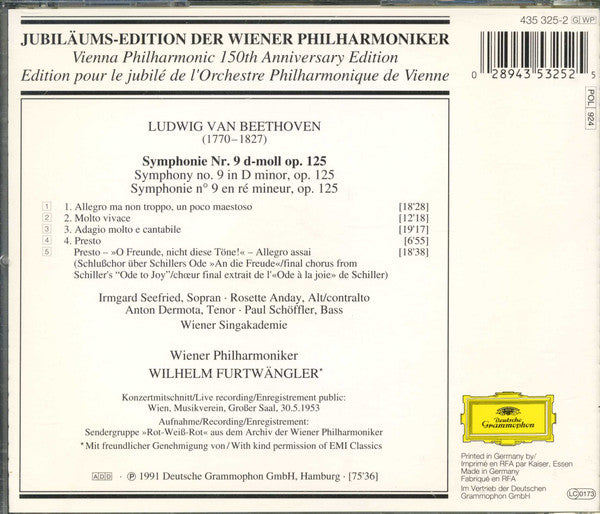 435 325-2 G WP
JUBILÄUMS-EDITION DER WIENER PHILHARMONIKER
Vienna Philharmonic 150th Anniversary Edition
Edition pour le jubilé de l'Orchestre Philharmonique de Vienne
0 28943 53252 5
POL 924
LUDWIG VAN BEETHOVEN
(1770–1827)
Symphonie Nr. 9 d-moll op. 125
Symphony no. 9 in D minor, op. 125
Symphonie n° 9 en ré mineur, op. 125
1 1. Allegro ma non troppo, un poco maestoso [18'28]
2 2. Molto vivace [12'18]
3 3. Adagio molto e cantabile [19'17]
4 4. Presto [6'55]
5 Presto – »O Freunde, nicht diese Töne!« – Allegro assai [18'38]
(Schlußchor über Schillers Ode »An die Freude«/final chorus from
Schiller's “Ode to Joy”/chœur final extrait de l'«Ode à la joie» de Schiller)
Irmgard Seefried, Sopran · Rosette Anday, Alt/contralto
Anton Dermota, Tenor · Paul Schöffler, Bass
Wiener Singakademie
Wiener Philharmoniker
WILHELM FURTWÄNGLER*
Konzertmitschnitt/Live recording/Enregistrement public:
Wien, Musikverein, Großer Saal, 30.5.1953
Aufnahme/Recording/Enregistrement:
Sendergruppe »Rot-Weiß-Rot« aus dem Archiv der Wiener Philharmoniker
*Mit freundlicher Genehmigung von/With kind permission of EMI Classics
ADD · ℗ 1991 Deutsche Grammophon GmbH, Hamburg · [75'36]
Deutsche
Grammophon
Printed in Germany by/
Imprimé en RFA par Kaiser, Essen
Made in Germany
Fabriqué en RFA
Im Vertrieb der Deutschen
Grammophon GmbH
LC 0173